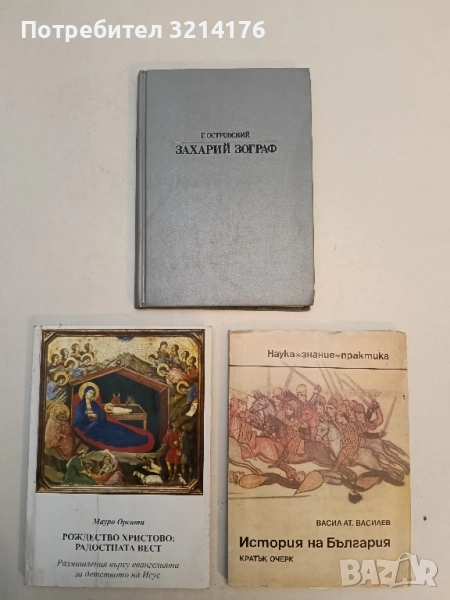 Потребител 3214176
Г. ОСТРОВСКИЙ
ЗАХАРИЙ ЗОГРАФ
Мауро Орсати
РОЖДЕСТВО ХРИСТОВО:
РАДОСТНАТА ВЕСТ
Размишления върху евангелията
за детството на Исус
Наука»знание»практика
ВАСИЛ АТ. ВАСИЛЕВ
История на България
КРАТЪК ОЧЕРК
BAZAR